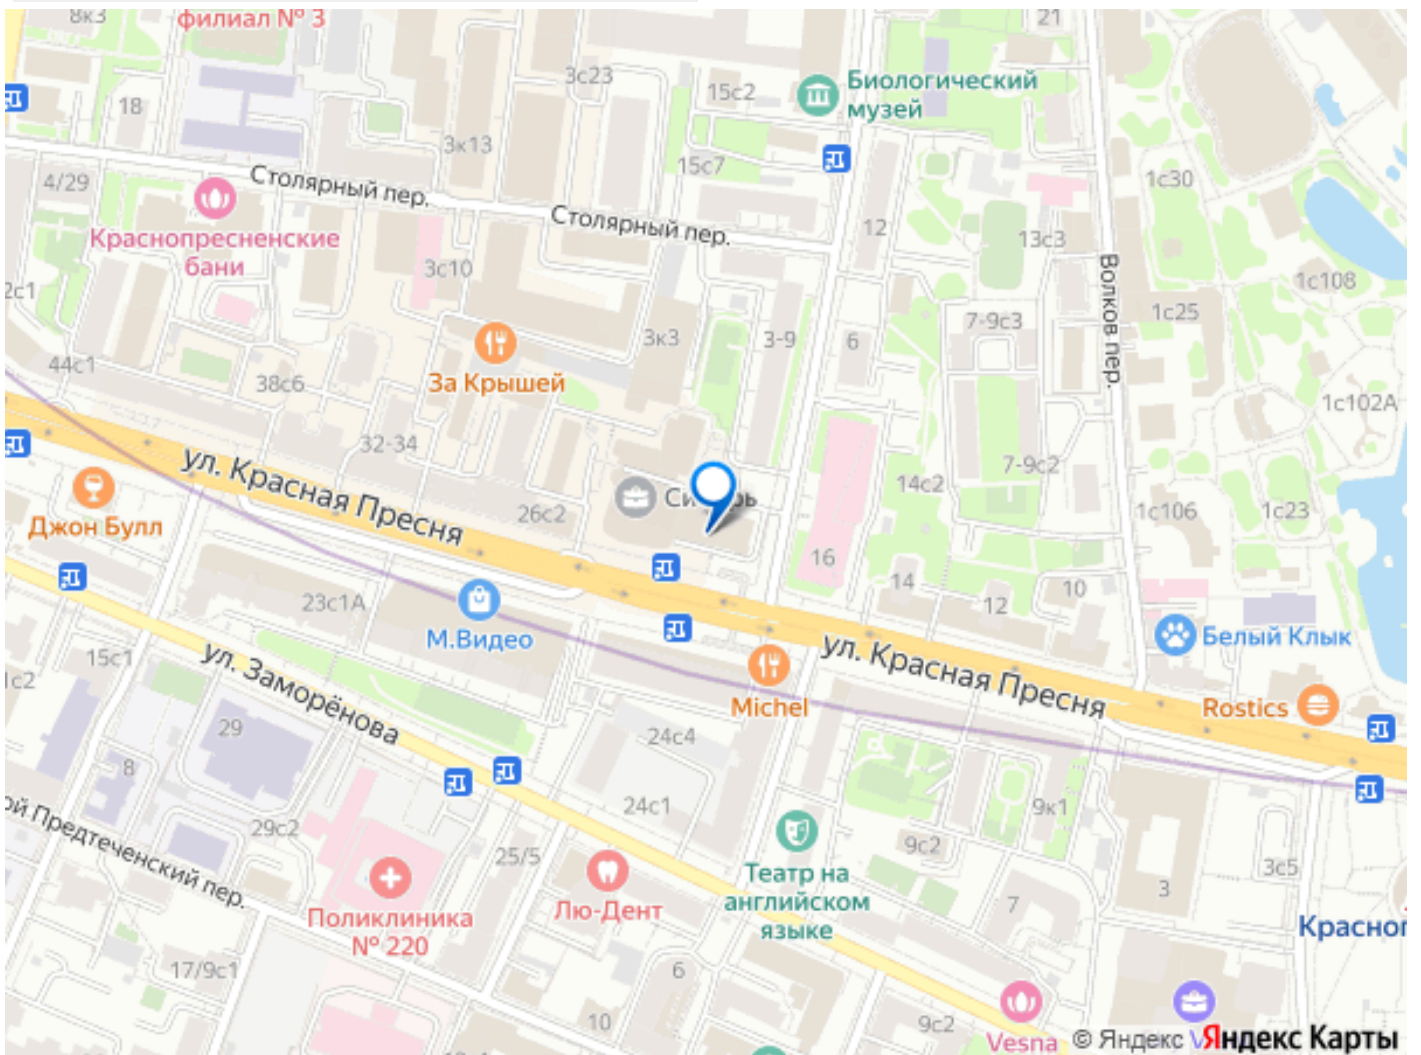 8к3
филиал № 3
21
3с23
15с2
Биологический
музей
18
3к13
15с7
4/29
Столярный пер.
1с30
Столярный пер.
12
13с3
Краснопресненские
бани
3с10
Волков пер.
1с108
2с1
3к3
3-9
6
7-9с3
1с25
44с1
38с6
За Крышей
1с102А
32-34
ул. Красная Пресня
7-9с2
14с2
26с2
Джон Булл
1с106
1с23
16
14
12
10
23с1А
М.Видео
Белый Клык
15с1
ул. Заморёнова
ул. Красная Пресня
1с2
Michel
Rostics
29
24с4
8
24с1
9к1
29с2
9с2
25/5
3с5
Театр на
английском
языке
3
7
Поликлиника
№ 220
Лю-Дент
17/9с1
6
10
9с2
Vesna
© Яндекс
Яндекс Карты